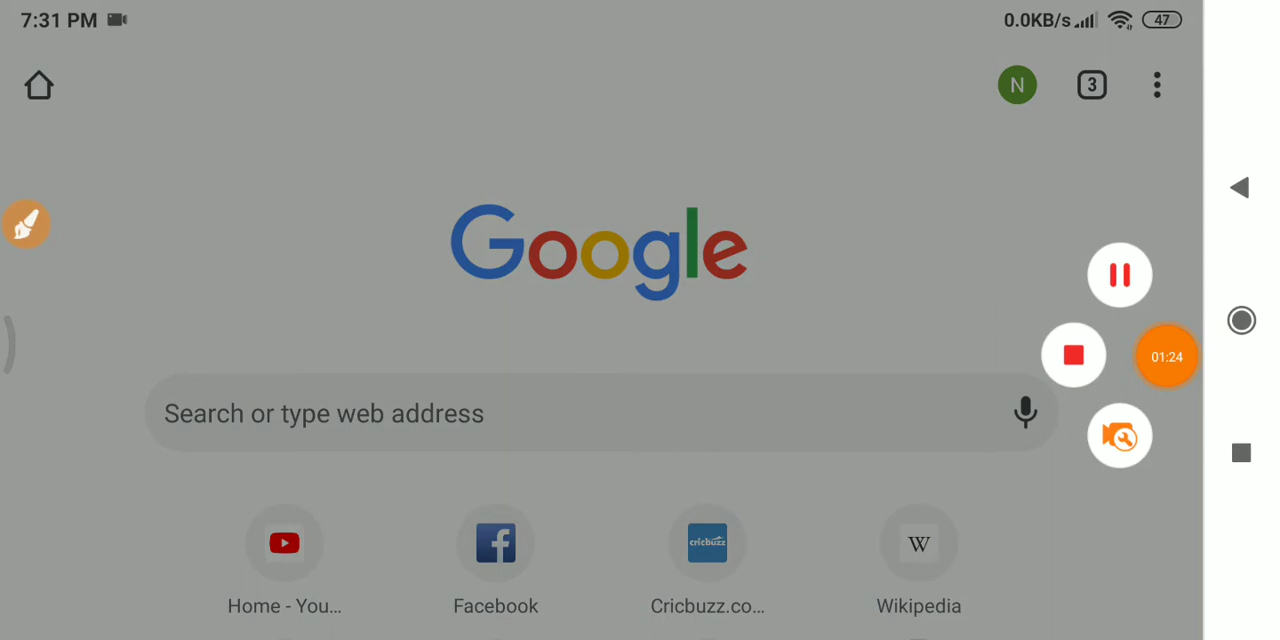 7:31 PM
0.0KB/s
47
N
3
Google
01:24
Search or type web address
cricbuzz
W
Home - You...
Facebook
Cricbuzz.co...
Wikipedia